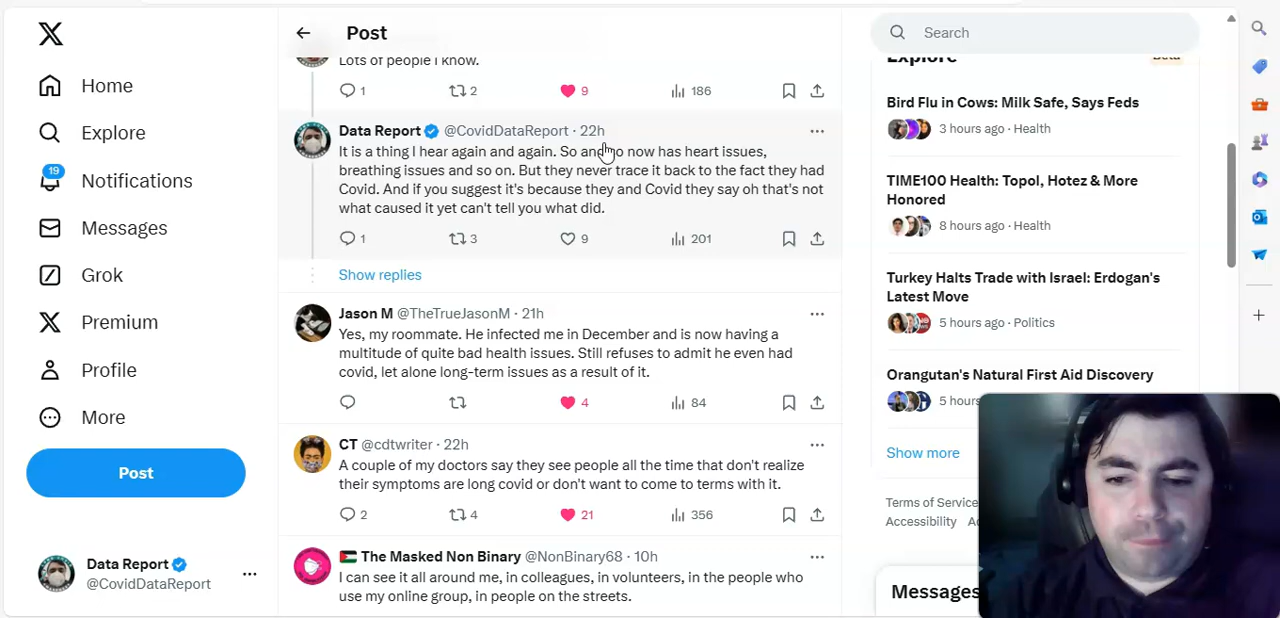 Post
Search
Home
Explore
19
Notifications
Messages
Grok
Premium
Profile
More
Post
Data Report
@CovidDataReport
Lots of people I know.
1 2 9 186
Data Report @CovidDataReport · 22h
It is a thing I hear again and again. So and so now has heart issues,
breathing issues and so on. But they never trace it back to the fact they had
Covid. And if you suggest it's because they and Covid they say oh that's not
what caused it yet can't tell you what did.
1 3 9 201
Show replies
Jason M @TheTrueJasonM · 21h
Yes, my roommate. He infected me in December and is now having a
multitude of quite bad health issues. Still refuses to admit he even had
covid, let alone long-term issues as a result of it.
4 84
CT @cdtwriter · 22h
A couple of my doctors say they see people all the time that don't realize
their symptoms are long covid or don't want to come to terms with it.
2 4 21 356
The Masked Non Binary @NonBinary68 · 10h
I can see it all around me, in colleagues, in volunteers, in the people who
use my online group, in people on the streets.
Explore
Beta
Bird Flu in Cows: Milk Safe, Says Feds
3 hours ago · Health
TIME100 Health: Topol, Hotez & More
Honored
8 hours ago · Health
Turkey Halts Trade with Israel: Erdogan's
Latest Move
5 hours ago · Politics
Orangutan's Natural First Aid Discovery
5 hours
Show more
Terms of Service
Accessibility
Messages